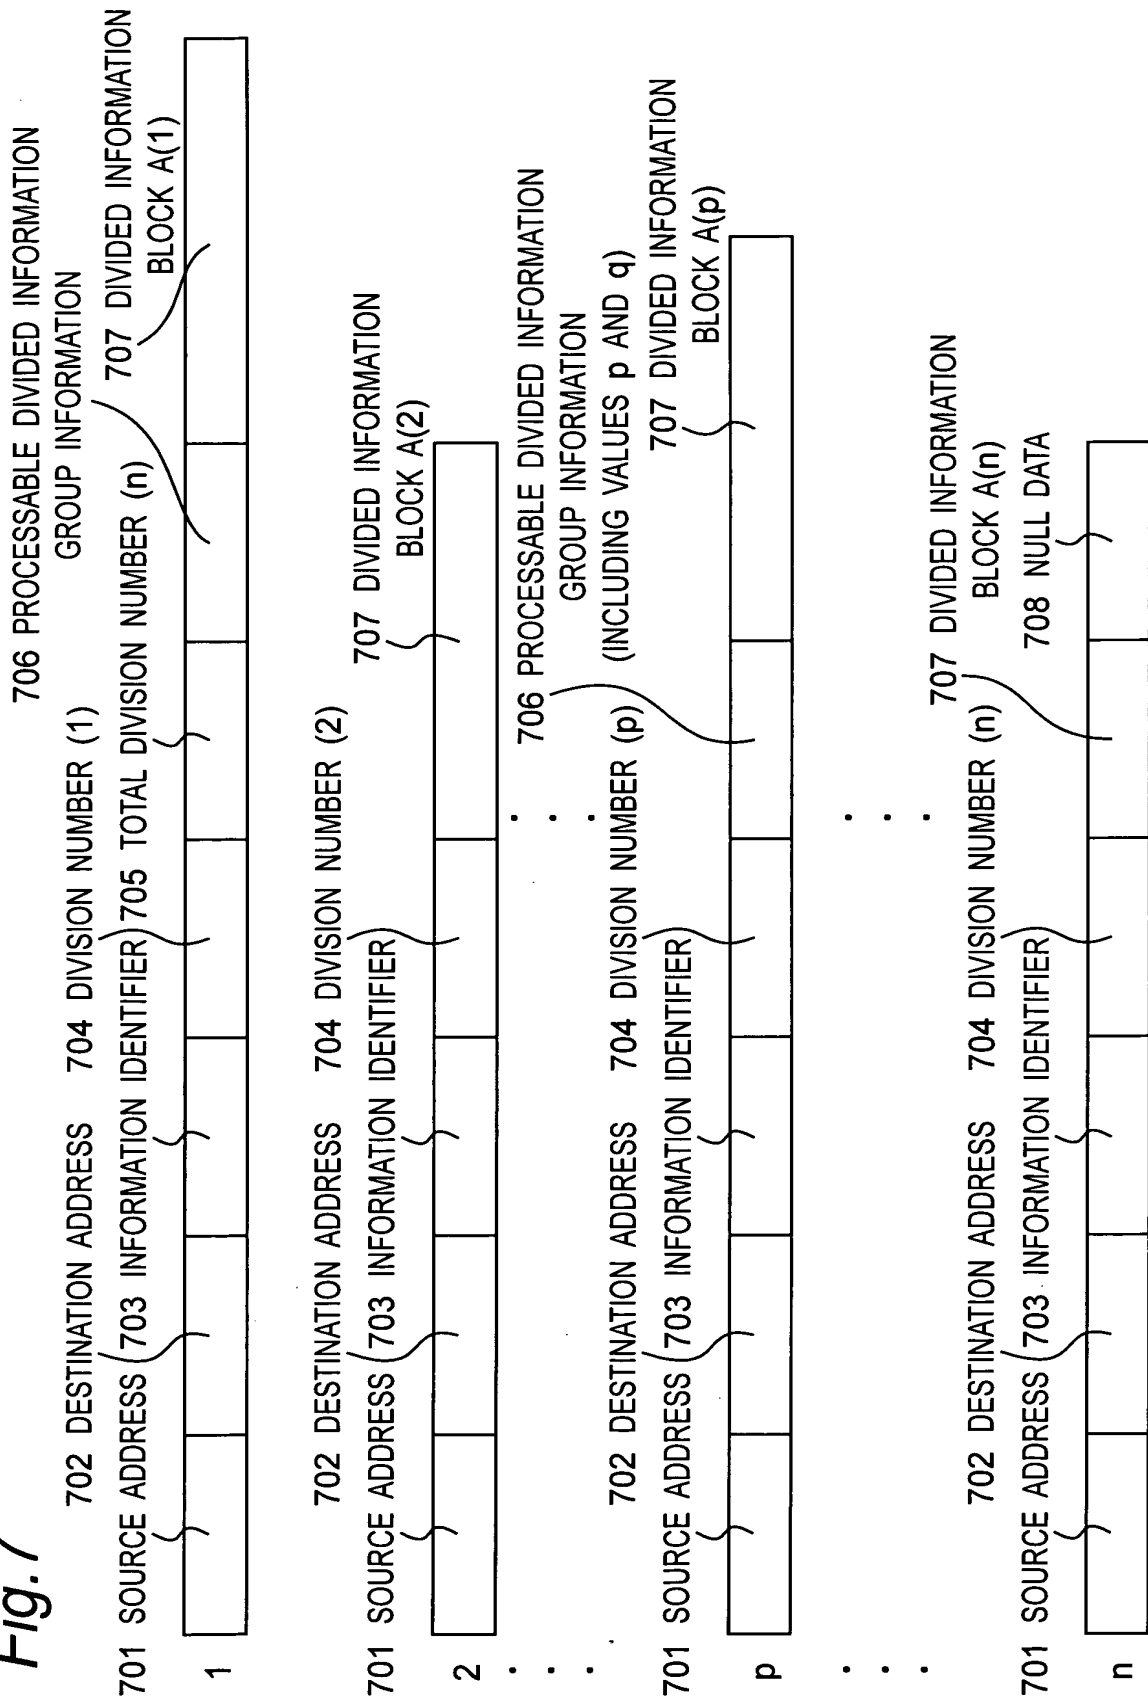 Fig.7
706 PROCESSABLE DIVIDED INFORMATION
GROUP INFORMATION
702 DESTINATION ADDRESS
704 DIVISION NUMBER (1)
707 DIVIDED INFORMATION
BLOCK A(1)
701 SOURCE ADDRESS
703 INFORMATION IDENTIFIER
705 TOTAL DIVISION NUMBER (n)
1
702 DESTINATION ADDRESS
704 DIVISION NUMBER (2)
707 DIVIDED INFORMATION
BLOCK A(2)
701 SOURCE ADDRESS
703 INFORMATION IDENTIFIER
2
706 PROCESSABLE DIVIDED INFORMATION
GROUP INFORMATION
(INCLUDING VALUES p AND q)
702 DESTINATION ADDRESS
704 DIVISION NUMBER (p)
707 DIVIDED INFORMATION
BLOCK A(p)
701 SOURCE ADDRESS
703 INFORMATION IDENTIFIER
p
707 DIVIDED INFORMATION
BLOCK A(n)
702 DESTINATION ADDRESS
704 DIVISION NUMBER (n)
701 SOURCE ADDRESS
703 INFORMATION IDENTIFIER
708 NULL DATA
n